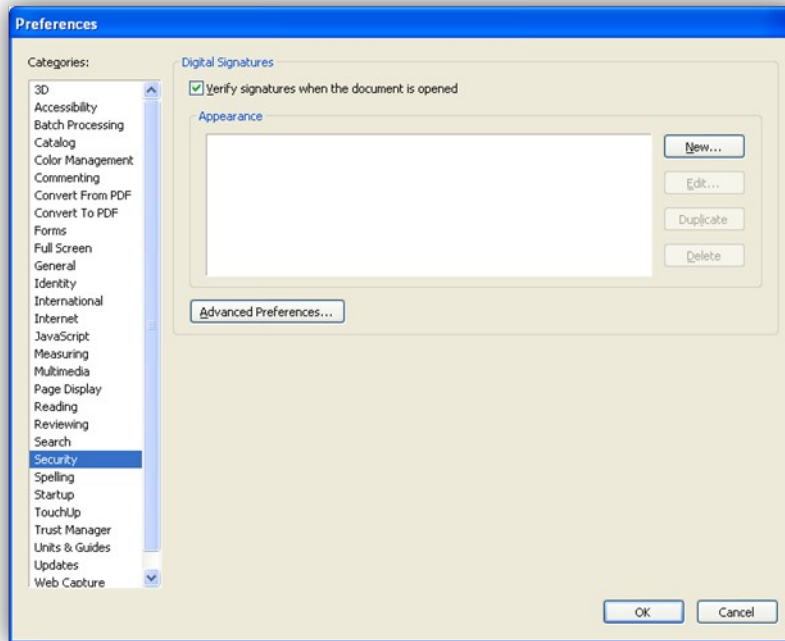 Preferences
Categories:
3D
Accessibility
Batch Processing
Catalog
Color Management
Commenting
Convert From PDF
Convert To PDF
Forms
Full Screen
General
Identity
International
Internet
JavaScript
Measuring
Multimedia
Page Display
Reading
Reviewing
Search
Security
Spelling
Startup
TouchUp
Trust Manager
Units & Guides
Updates
Web Capture
Digital Signatures
Verify signatures when the document is opened
Appearance
New...
Edit...
Duplicate
Delete
Advanced Preferences...
OK
Cancel